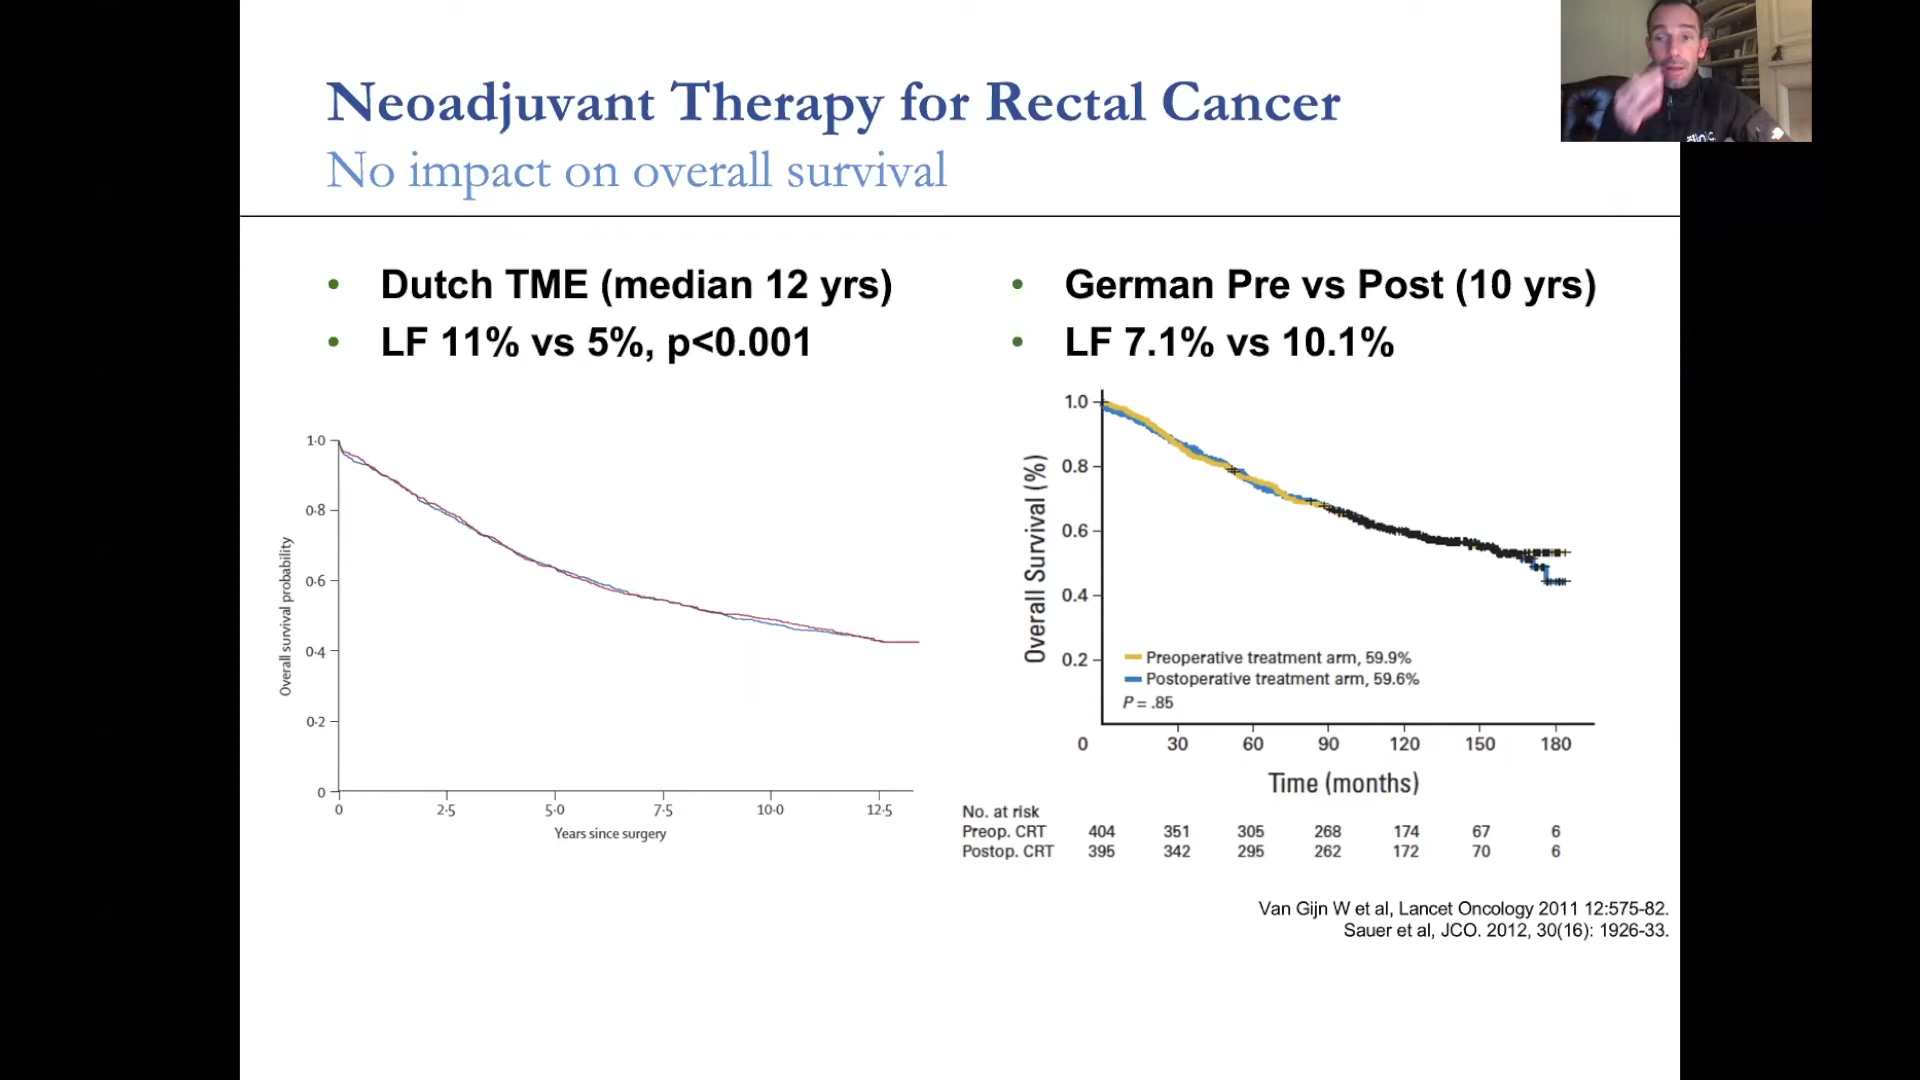 Neoadjuvant Therapy for Rectal Cancer
No impact on overall survival
• Dutch TME (median 12 yrs)
• LF 11% vs 5%, p<0.001
1·0
0·8
0·6
0·4
0·2
0
Overall survival probability
0 2·5 5·0 7·5 10·0 12·5
Years since surgery
• German Pre vs Post (10 yrs)
• LF 7.1% vs 10.1%
1.0
0.8
0.6
0.4
0.2
Overall Survival (%)
Preoperative treatment arm, 59.9%
Postoperative treatment arm, 59.6%
P = .85
0 30 60 90 120 150 180
Time (months)
No. at risk
Preop. CRT 404 351 305 268 174 67 6
Postop. CRT 395 342 295 262 172 70 6
Van Gijn W et al, Lancet Oncology 2011 12:575-82.
Sauer et al, JCO. 2012, 30(16): 1926-33.